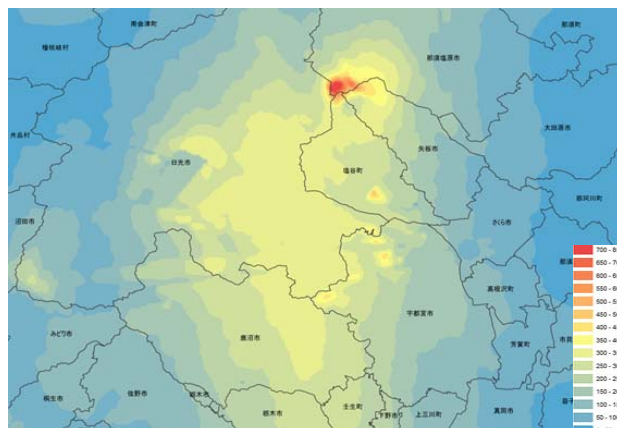 南会津町
那須町
檜枝岐村
那須塩原市
大田原市
片品村
日光市
塩谷町
矢板市
那珂川町
沼田市
さくら市
高根沢町
宇都宮市
みどり市
鹿沼市
芳賀町
桐生市
佐野市
栃木市
栃木市
壬生町
下野市
上三川町
真岡市
700 - 8
650 - 7
600 - 6
550 - 6
500 - 5
450 - 5
400 - 4
350 - 4
300 - 3
250 - 3
200 - 2
150 - 2
100 - 1
50 - 100